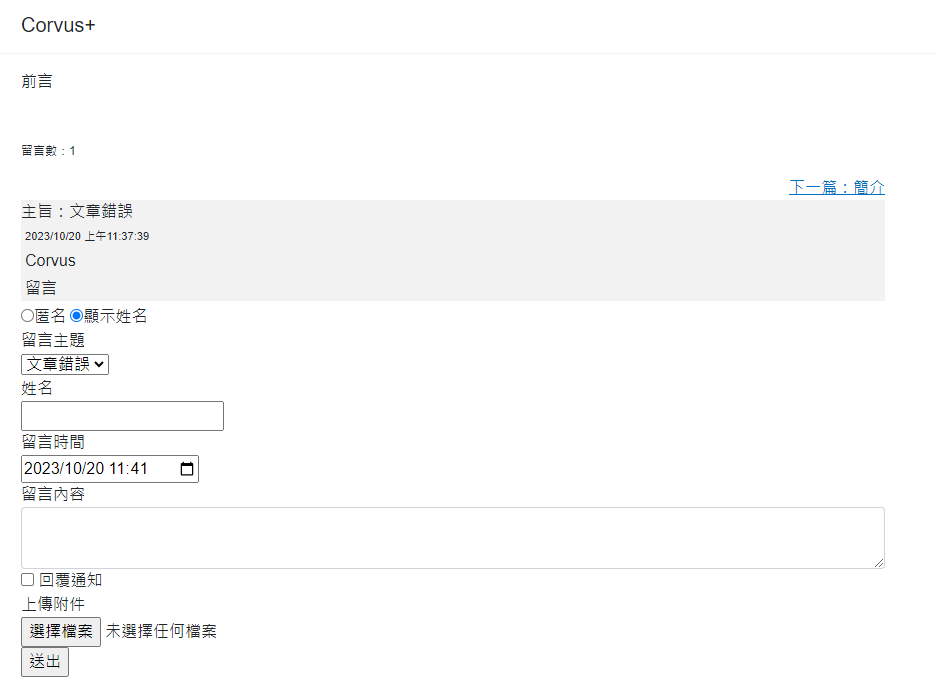 Corvus+
前言
留言數：1
下一篇：簡介
主旨：文章錯誤
2023/10/20 上午11:37:39
Corvus
留言
匿名 顯示姓名
留言主題
文章錯誤
姓名
留言時間
2023/10/20 11:41
留言內容
回覆通知
上傳附件
選擇檔案 未選擇任何檔案
送出